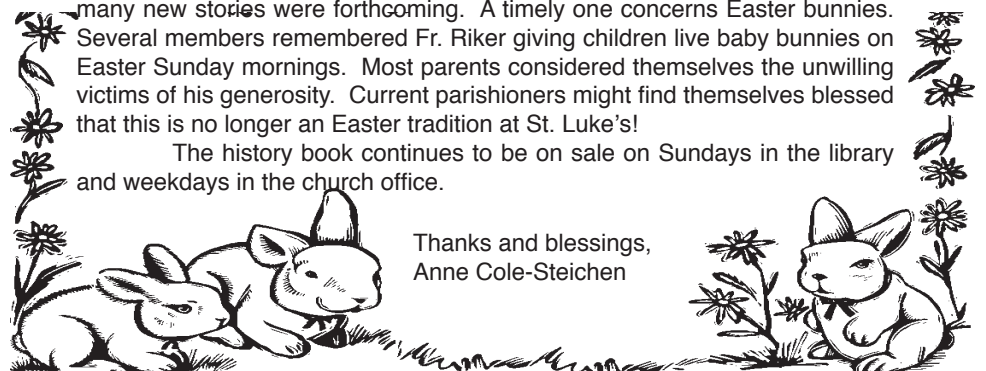 many new stories were forthcoming.  A timely one concerns Easter bunnies.
Several members remembered Fr. Riker giving children live baby bunnies on
Easter Sunday mornings.  Most parents considered themselves the unwilling
victims of his generosity.  Current parishioners might find themselves blessed
that this is no longer an Easter tradition at St. Luke's!
The history book continues to be on sale on Sundays in the library
and weekdays in the church office.
Thanks and blessings,
Anne Cole-Steichen